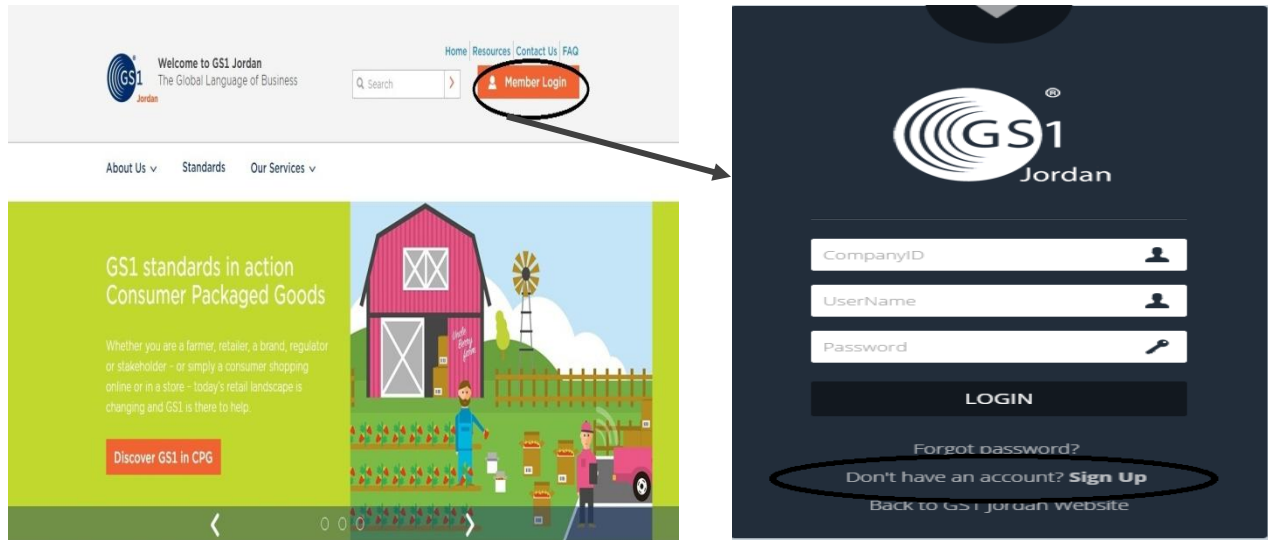 Home Resources Contact Us FAQ
Welcome to GS1 Jordan
The Global Language of Business
GS1
Jordan
Search
Member Login
About Us
Standards
Our Services
GS1 standards in action
Consumer Packaged Goods
Whether you are a farmer, retailer, a brand, regulator
or stakeholder - or simply a consumer shopping
online or in a store - today's retail landscape is
changing and GS1 is there to help.
Discover GS1 in CPG
Uncle
Berry
farm
GS1 ®
Jordan
CompanyID
UserName
Password
LOGIN
Forgot password?
Don't have an account? Sign Up
Back to GS1 Jordan Website